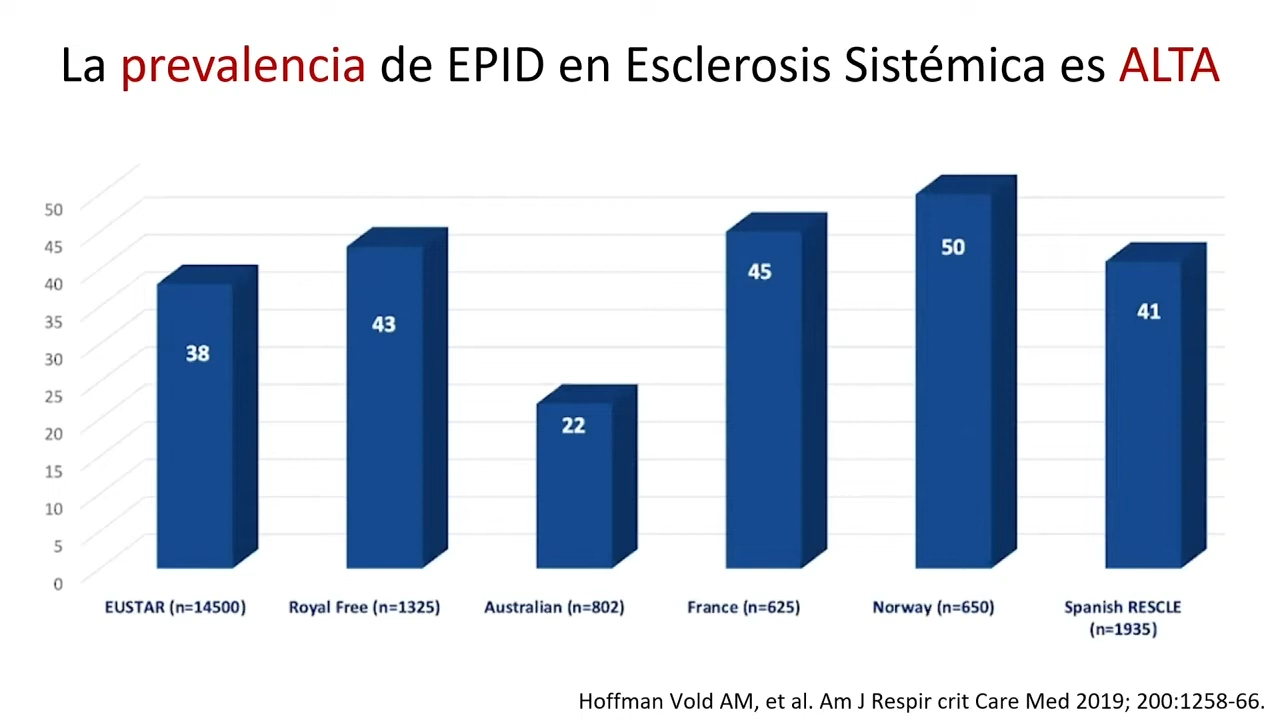 La prevalencia de EPID en Esclerosis Sistémica es ALTA
50
45
40
35
30
25
20
15
10
5
0
38
43
22
45
50
41
EUSTAR (n=14500)
Royal Free (n=1325)
Australian (n=802)
France (n=625)
Norway (n=650)
Spanish RESCLE
(n=1935)
Hoffman Vold AM, et al. Am J Respir crit Care Med 2019; 200:1258-66.